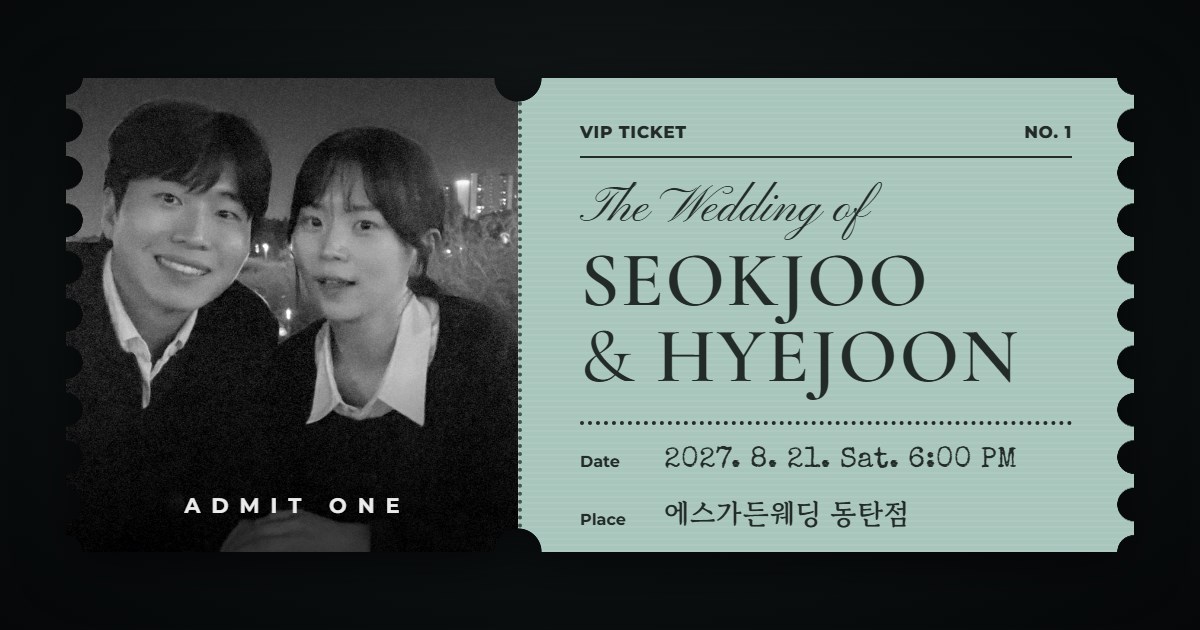 ADMIT ONE
VIP TICKET
NO. 1
The Wedding of
SEOKJOO
& HYEJOON
Date 2027. 8. 21. Sat. 6:00 PM
Place 에스가든웨딩 동탄점